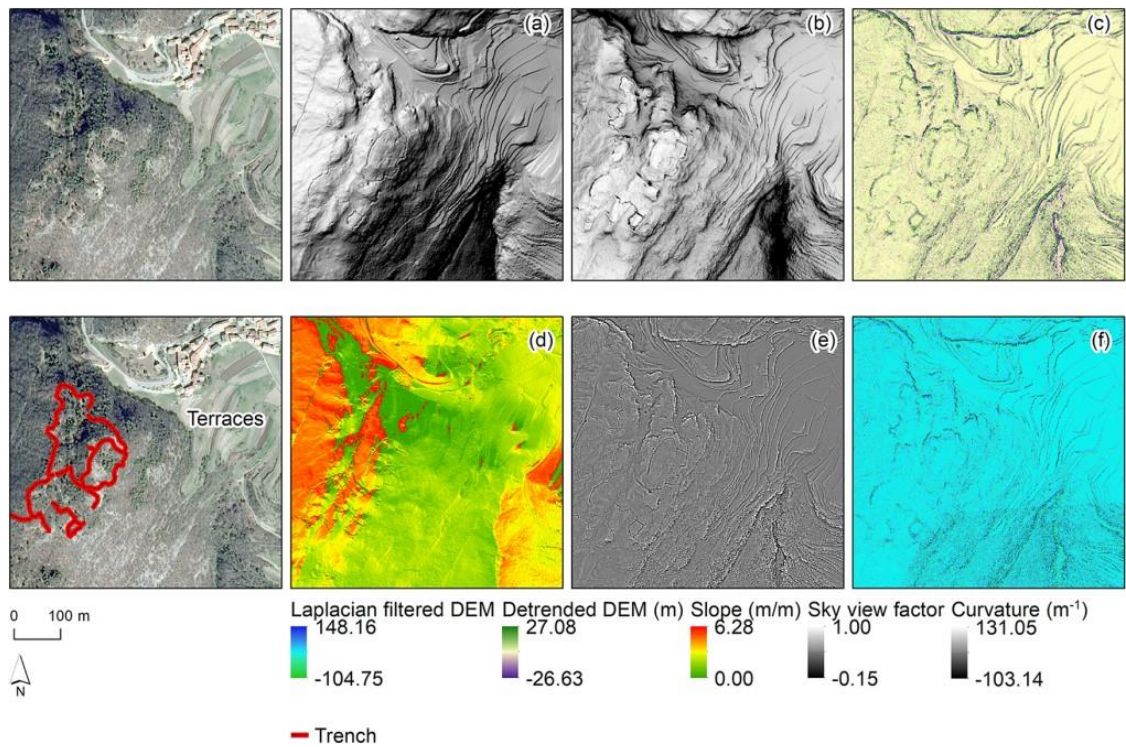 (a)
(b)
(c)
Terraces
(d)
(e)
(f)
0 100 m
N
Laplacian filtered DEM Detrended DEM (m) Slope (m/m) Sky view factor Curvature (m⁻¹)
148.16 27.08 6.28 1.00 131.05
-104.75 -26.63 0.00 -0.15 -103.14
Trench